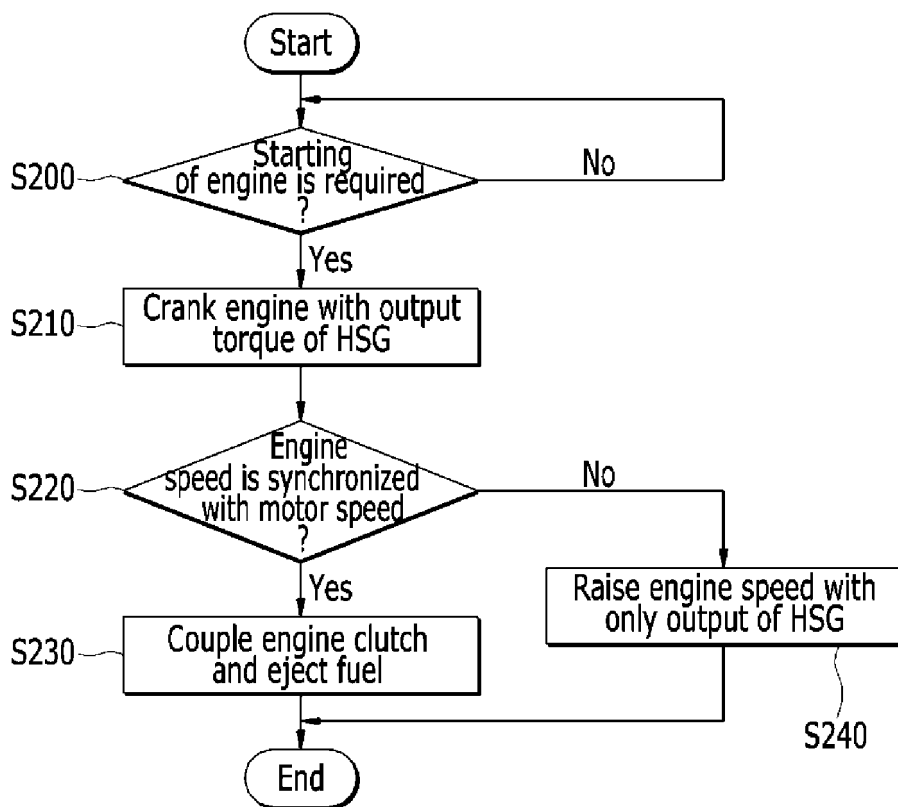 Start
Starting
of engine is required
?
S200
No
Yes
Crank engine with output
torque of HSG
S210
Engine
speed is synchronized
with motor speed
?
S220
No
Yes
Raise engine speed with
only output of HSG
S240
Couple engine clutch
and eject fuel
S230
End